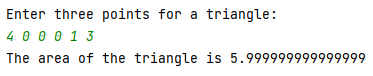 Enter three points for a triangle:
4 0 0 0 1 3
The area of the triangle is 5.999999999999999